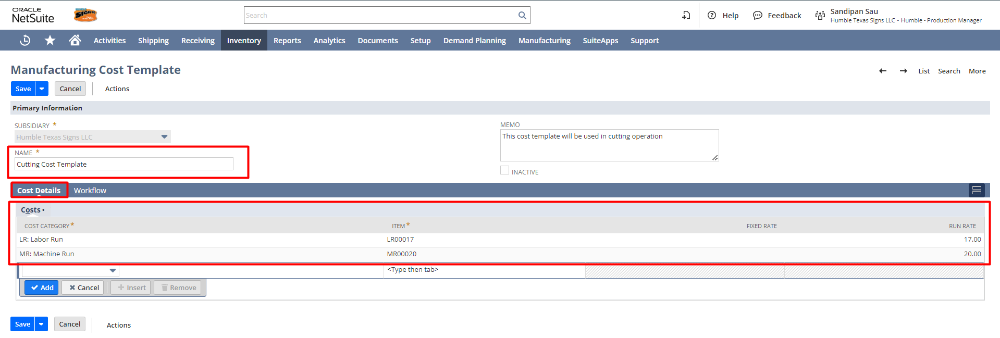 ORACLE
NetSuite
SIGN CO
Search
Help
Feedback
Sandipan Sau
Humble Texas Signs LLC - Humble - Production Manager
Activities Shipping Receiving Inventory Reports Analytics Documents Setup Demand Planning Manufacturing SuiteApps Support
Manufacturing Cost Template
List Search More
Save Cancel Actions
Primary Information
SUBSIDIARY *
Humble Texas Signs LLC
NAME *
Cutting Cost Template
MEMO
This cost template will be used in cutting operation
INACTIVE
Cost Details Workflow
Costs •
COST CATEGORY * ITEM * FIXED RATE RUN RATE
LR: Labor Run LR00017 17.00
MR: Machine Run MR00020 20.00
<Type then tab>
Add Cancel Insert Remove
Save Cancel Actions